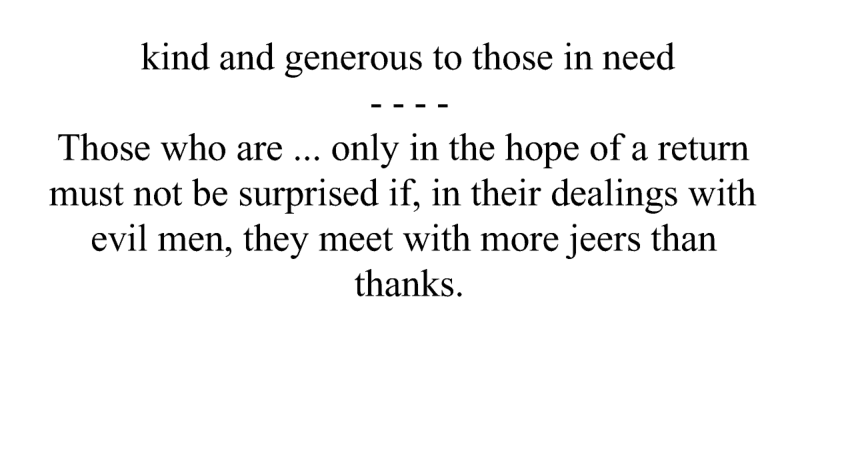 kind and generous to those in need
- - - -
Those who are ... only in the hope of a return
must not be surprised if, in their dealings with
evil men, they meet with more jeers than
thanks.